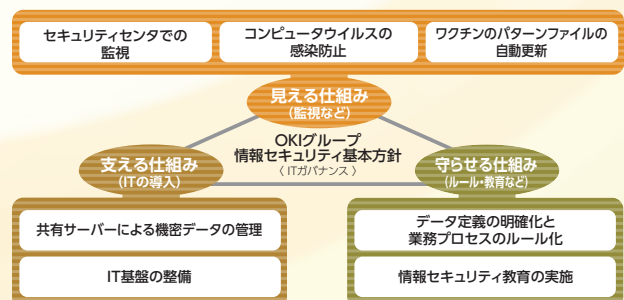 セキュリティセンタでの
監視
コンピュータウイルスの
感染防止
ワクチンのパターンファイルの
自動更新
見える仕組み
（監視など）
OKIグループ
情報セキュリティ基本方針
〈 ITガバナンス 〉
支える仕組み
（ITの導入）
守らせる仕組み
（ルール・教育など）
共有サーバーによる機密データの管理
IT基盤の整備
データ定義の明確化と
業務プロセスのルール化
情報セキュリティ教育の実施